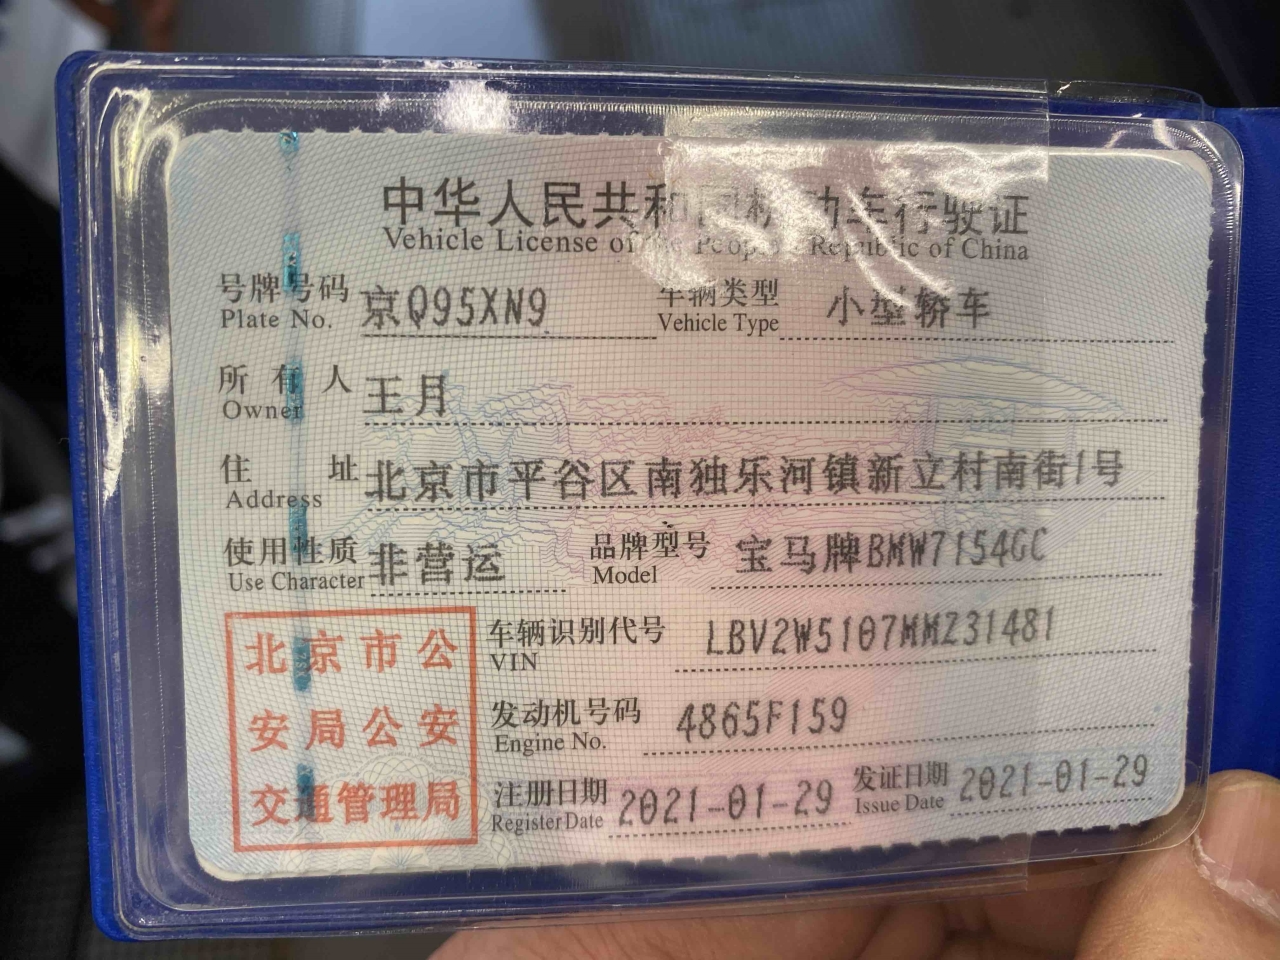 中华人民共和国机动车行驶证
Vehicle License of the People's Republic of China
号牌号码 京Q95XN9 车辆类型 小型轿车
Plate No. Vehicle Type
所有人 王月
Owner
住址 北京市平谷区南独乐河镇新立村南街1号
Address
使用性质 非营运 品牌型号 宝马牌BMW7154GC
Use Character Model
北京市公
安局公安
交通管理局
车辆识别代号 LBV2W5107MMZ31481
VIN
发动机号码 4865F159
Engine No.
注册日期 2021-01-29 发证日期 2021-01-29
Register Date Issue Date